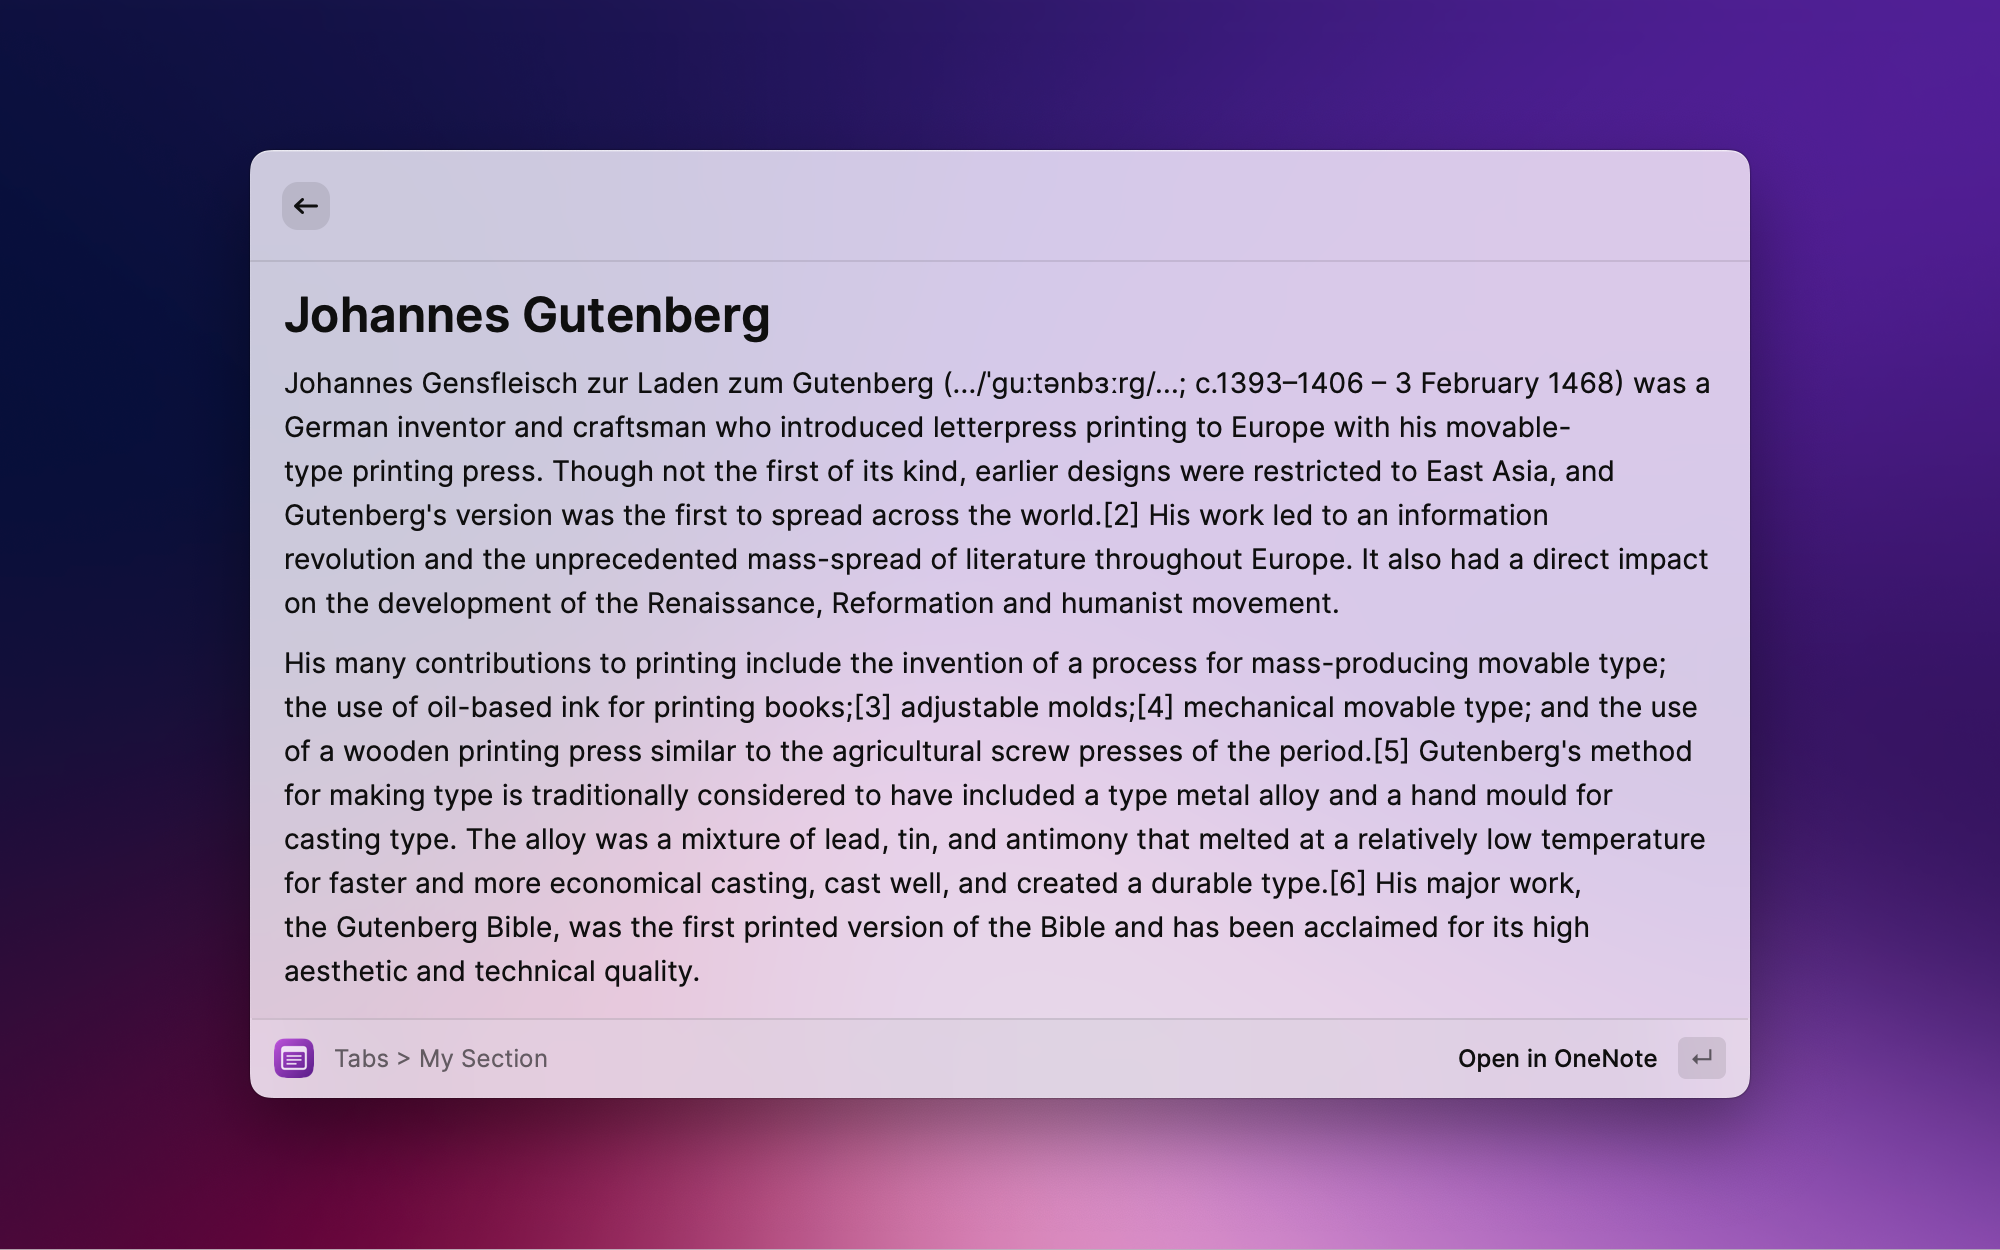 Johannes Gutenberg
Johannes Gensfleisch zur Laden zum Gutenberg (.../ˈɡuːtənbɜːrɡ/...; c.1393–1406 – 3 February 1468) was a
German inventor and craftsman who introduced letterpress printing to Europe with his movable-
type printing press. Though not the first of its kind, earlier designs were restricted to East Asia, and
Gutenberg's version was the first to spread across the world.[2] His work led to an information
revolution and the unprecedented mass-spread of literature throughout Europe. It also had a direct impact
on the development of the Renaissance, Reformation and humanist movement.
His many contributions to printing include the invention of a process for mass-producing movable type;
the use of oil-based ink for printing books;[3] adjustable molds;[4] mechanical movable type; and the use
of a wooden printing press similar to the agricultural screw presses of the period.[5] Gutenberg's method
for making type is traditionally considered to have included a type metal alloy and a hand mould for
casting type. The alloy was a mixture of lead, tin, and antimony that melted at a relatively low temperature
for faster and more economical casting, cast well, and created a durable type.[6] His major work,
the Gutenberg Bible, was the first printed version of the Bible and has been acclaimed for its high
aesthetic and technical quality.
Tabs > My Section
Open in OneNote